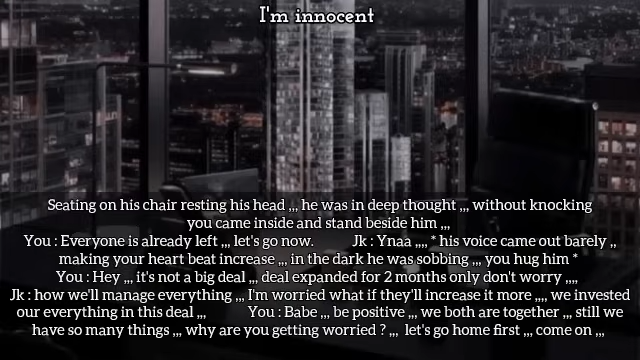 I'm innocent
Seating on his chair resting his head ,,, he was in deep thought ,,, without knocking
you came inside and stand beside him ,,,
You : Everyone is already left ,,, let's go now. Jk : Ynaa ,,,, * his voice came out barely ,,
making your heart beat increase ,,, in the dark he was sobbing ,,, you hug him *
You : Hey ,,, it's not a big deal ,,, deal expanded for 2 months only don't worry ,,,,
Jk : how we'll manage everything ,,, I'm worried what if they'll increase it more ,,,, we invested
our everything in this deal ,,, You : Babe ,,, be positive ,,, we both are together ,,, still we
have so many things ,,, why are you getting worried ? ,,, let's go home first ,,, come on ,,,